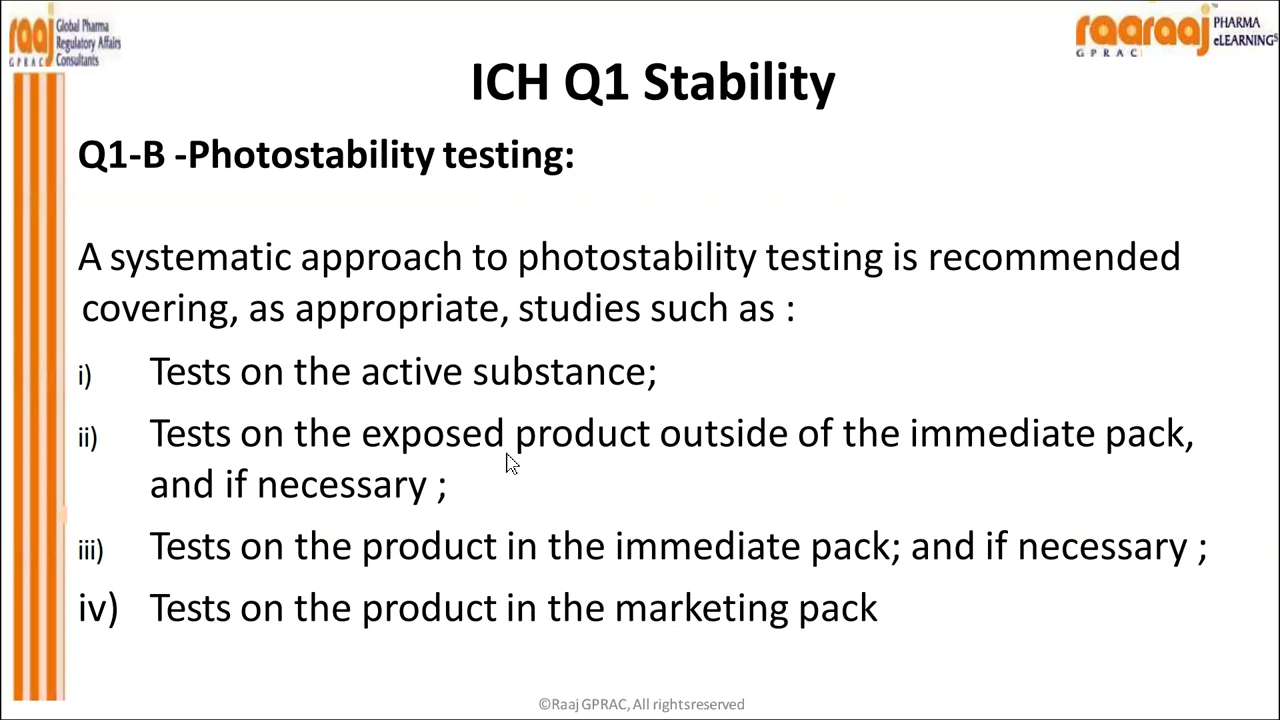 raaj Global Pharma
Regulatory Affairs
GPRAC Consultants
raaraaj PHARMA
eLEARNINGS
GPRAC
ICH Q1 Stability
Q1-B -Photostability testing:
A systematic approach to photostability testing is recommended
covering, as appropriate, studies such as :
i) Tests on the active substance;
ii) Tests on the exposed product outside of the immediate pack,
and if necessary ;
iii) Tests on the product in the immediate pack; and if necessary ;
iv) Tests on the product in the marketing pack
©Raaj GPRAC, All rightsreserved